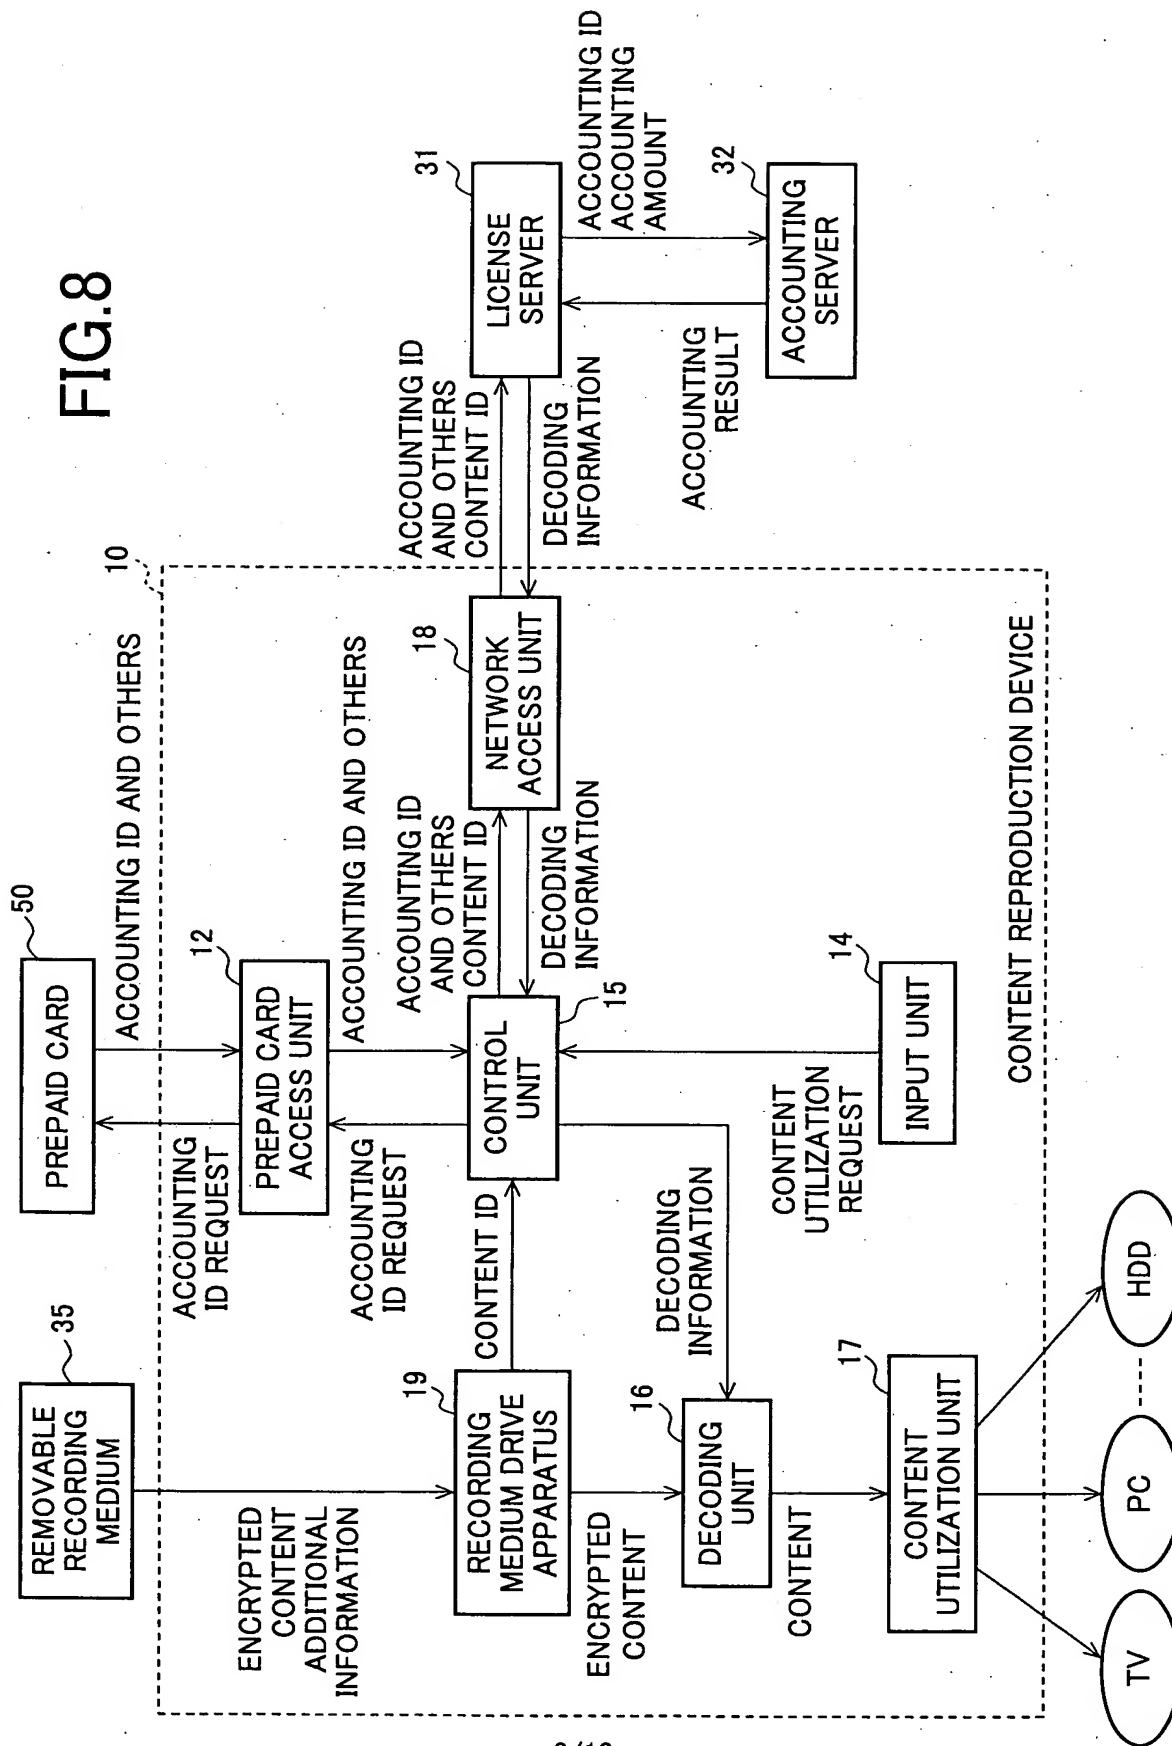 FIG.8
REMOVABLE
RECORDING
MEDIUM
35
PREPAID CARD
50
ENCRYPTED
CONTENT
ADDITIONAL
INFORMATION
ACCOUNTING
ID REQUEST
ACCOUNTING ID AND OTHERS
10
PREPAID CARD
ACCESS UNIT
12
ACCOUNTING
ID REQUEST
ACCOUNTING ID AND OTHERS
RECORDING
MEDIUM DRIVE
APPARATUS
19
CONTENT ID
CONTROL
UNIT
15
ACCOUNTING ID
AND OTHERS
CONTENT ID
DECODING
INFORMATION
NETWORK
ACCESS UNIT
18
ACCOUNTING ID
AND OTHERS
CONTENT ID
DECODING
INFORMATION
LICENSE
SERVER
31
ACCOUNTING ID
ACCOUNTING
AMOUNT
ACCOUNTING
RESULT
ACCOUNTING
SERVER
32
ENCRYPTED
CONTENT
DECODING
INFORMATION
DECODING
UNIT
16
CONTENT
UTILIZATION
REQUEST
INPUT UNIT
14
CONTENT
CONTENT
UTILIZATION UNIT
17
CONTENT REPRODUCTION DEVICE
TV
PC
HDD